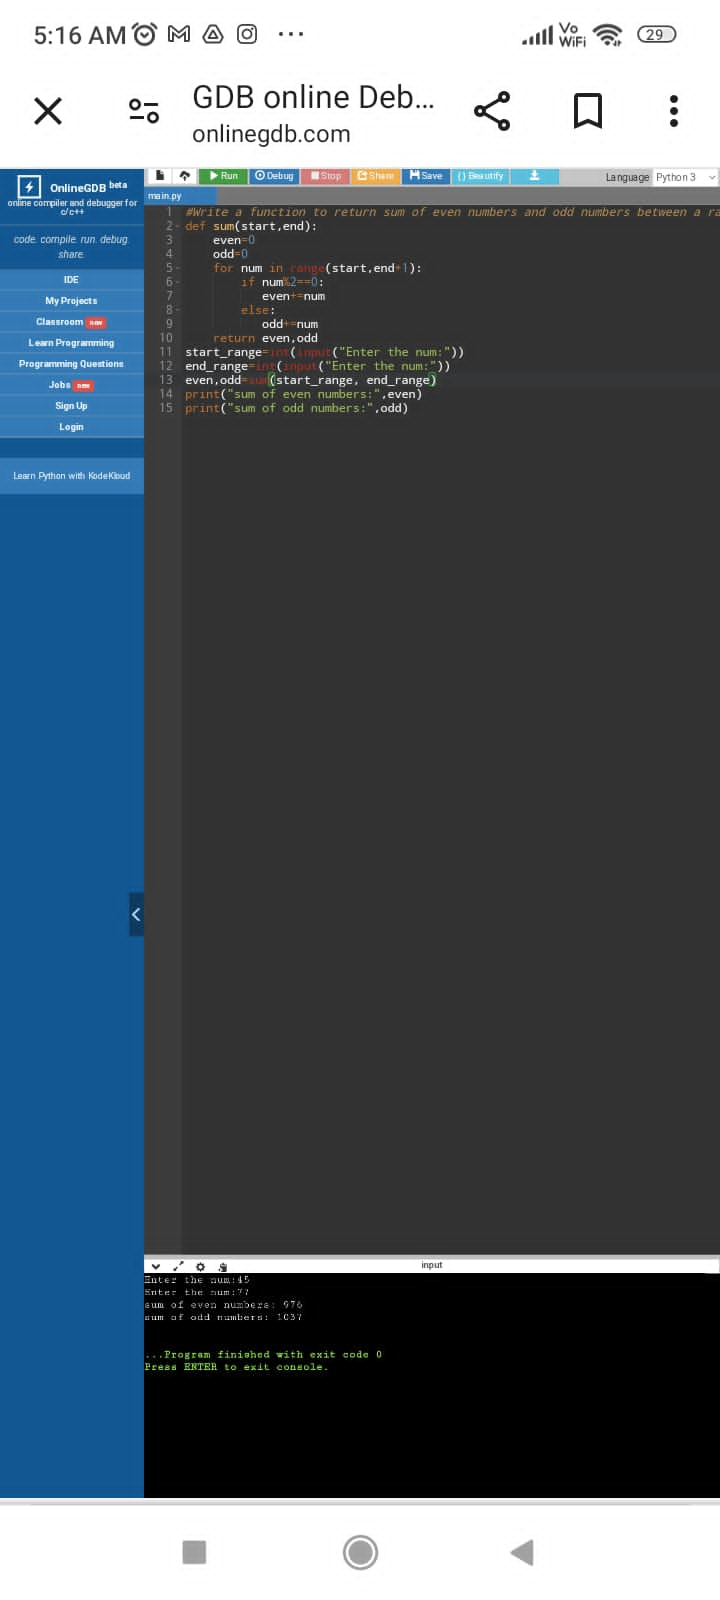 5:16 AM
Vo
WiFi
29
GDB online Deb...
onlinegdb.com
OnlineGDB beta
online compiler and debugger for
c/c++
code. compile. run. debug.
share.
IDE
My Projects
Classroom new
Learn Programming
Programming Questions
Jobs new
Sign Up
Login
Learn Python with KodeKloud
Run Debug Stop Share Save {} Beautify
Language Python 3
main.py
1 #Write a function to return sum of even numbers and odd numbers between a ra
2 def sum(start,end):
3 even=0
4 odd=0
5 for num in range(start,end+1):
6 if num%2==0:
7 even+=num
8 else:
9 odd+=num
10 return even,odd
11 start_range=int(input("Enter the num:"))
12 end_range=int(input("Enter the num:"))
13 even,odd=sum(start_range, end_range)
14 print("sum of even numbers:",even)
15 print("sum of odd numbers:",odd)
input
Enter the num:45
Enter the num:77
sum of even numbers: 976
sum of odd numbers: 1037
...Program finished with exit code 0
Press ENTER to exit console.